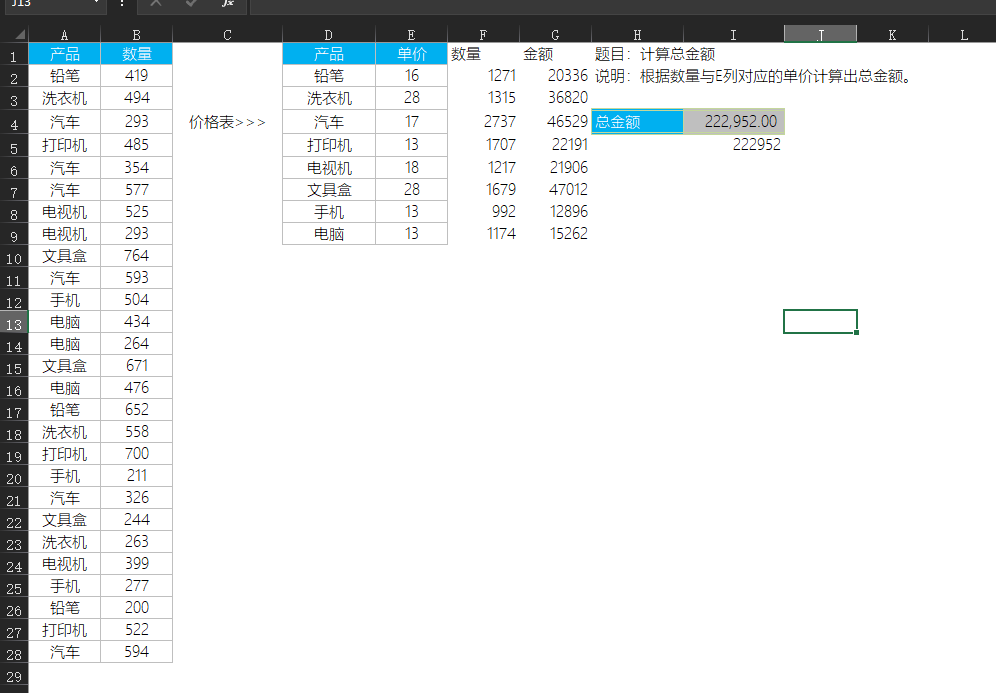 J13
fx
A B C D E F G H I J K L
1 产品 数量 产品 单价 数量 金额 题目：计算总金额
2 铅笔 419 铅笔 16 1271 20336 说明：根据数量与E列对应的单价计算出总金额。
3 洗衣机 494 洗衣机 28 1315 36820
4 汽车 293 价格表>>> 汽车 17 2737 46529 总金额 222,952.00
5 打印机 485 打印机 13 1707 22191 222952
6 汽车 354 电视机 18 1217 21906
7 汽车 577 文具盒 28 1679 47012
8 电视机 525 手机 13 992 12896
9 电视机 293 电脑 13 1174 15262
10 文具盒 764
11 汽车 593
12 手机 504
13 电脑 434
14 电脑 264
15 文具盒 671
16 电脑 476
17 铅笔 652
18 洗衣机 558
19 打印机 700
20 手机 211
21 汽车 326
22 文具盒 244
23 洗衣机 263
24 电视机 399
25 手机 277
26 铅笔 200
27 打印机 522
28 汽车 594
29